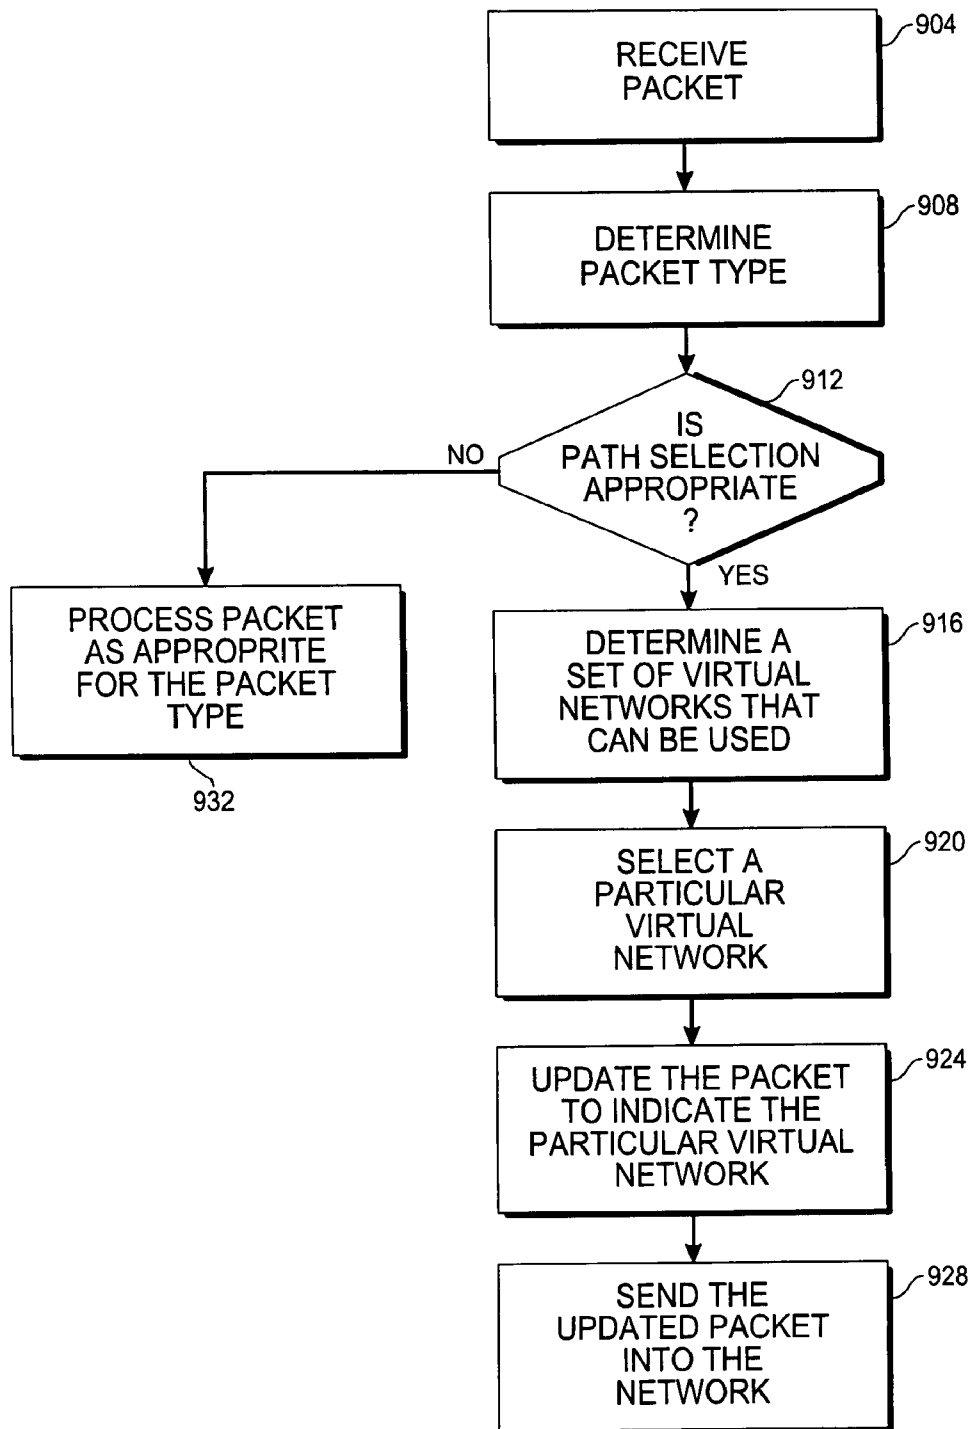 RECEIVE
PACKET
904
DETERMINE
PACKET TYPE
908
IS
PATH SELECTION
APPROPRIATE
?
912
NO
YES
PROCESS PACKET
AS APPROPRITE
FOR THE PACKET
TYPE
932
DETERMINE A
SET OF VIRTUAL
NETWORKS THAT
CAN BE USED
916
SELECT A
PARTICULAR
VIRTUAL
NETWORK
920
UPDATE THE PACKET
TO INDICATE THE
PARTICULAR VIRTUAL
NETWORK
924
SEND THE
UPDATED PACKET
INTO THE
NETWORK
928